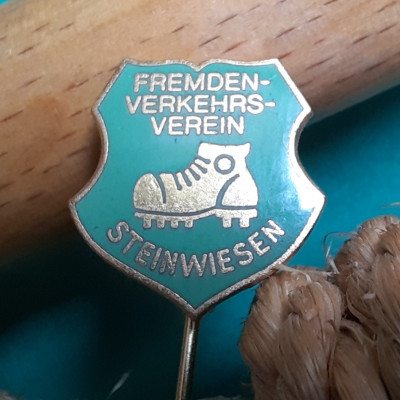 FREMDEN-
VERKEHRS-
VEREIN
STEINWIESEN